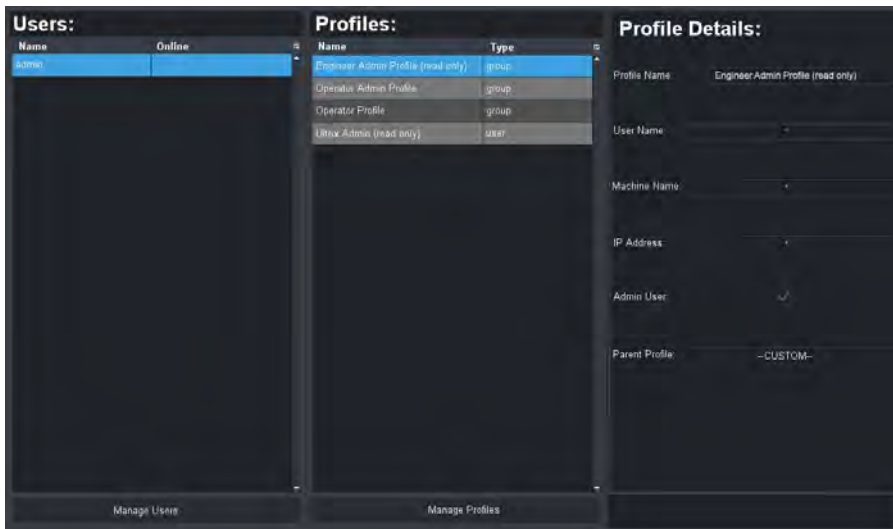 Users:
Name Online
admin
Manage Users
Profiles:
Name Type
Engineer Admin Profile (read only) group
Operator Admin Profile group
Operator Profile group
Ultrix Admin (read only) user
Manage Profiles
Profile Details:
Profile Name: Engineer Admin Profile (read only)
User Name: *
Machine Name: *
IP Address: *
Admin User:
Parent Profile: --CUSTOM--